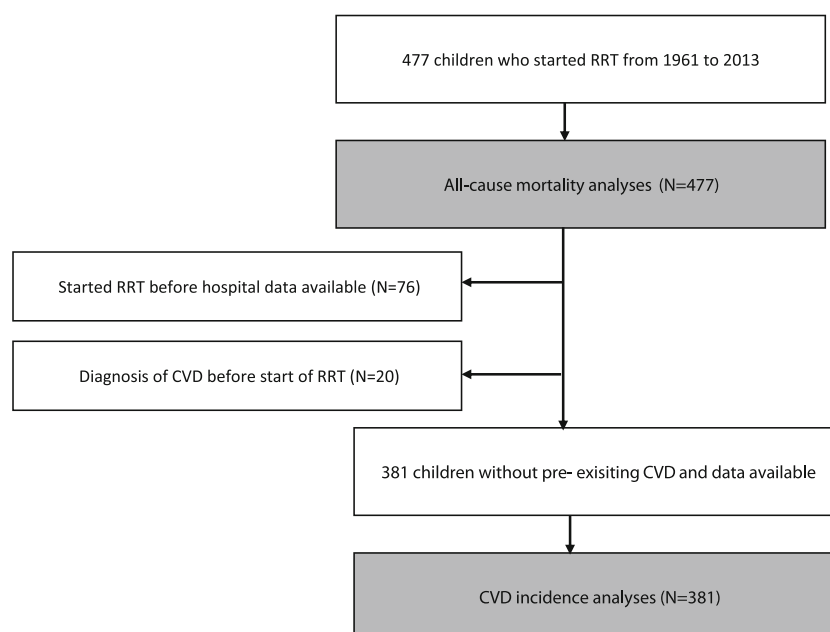 477 children who started RRT from 1961 to 2013
All-cause mortality analyses (N=477)
Started RRT before hospital data available (N=76)
Diagnosis of CVD before start of RRT (N=20)
381 children without pre- exisiting CVD and data available
CVD incidence analyses (N=381)